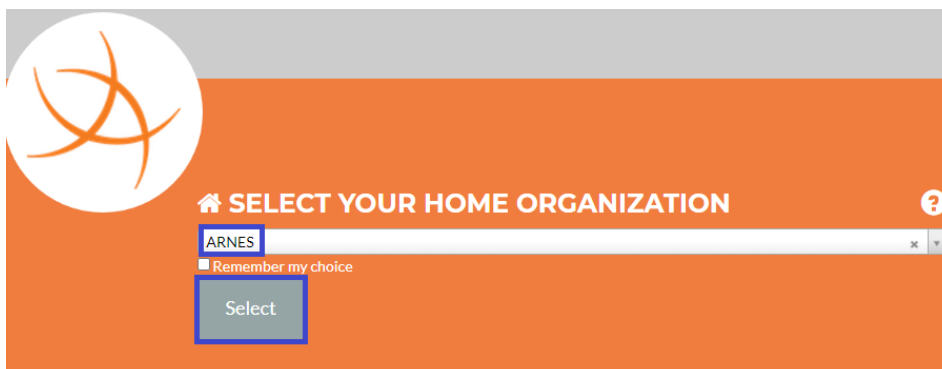 SELECT YOUR HOME ORGANIZATION
?
ARNES
Remember my choice
Select